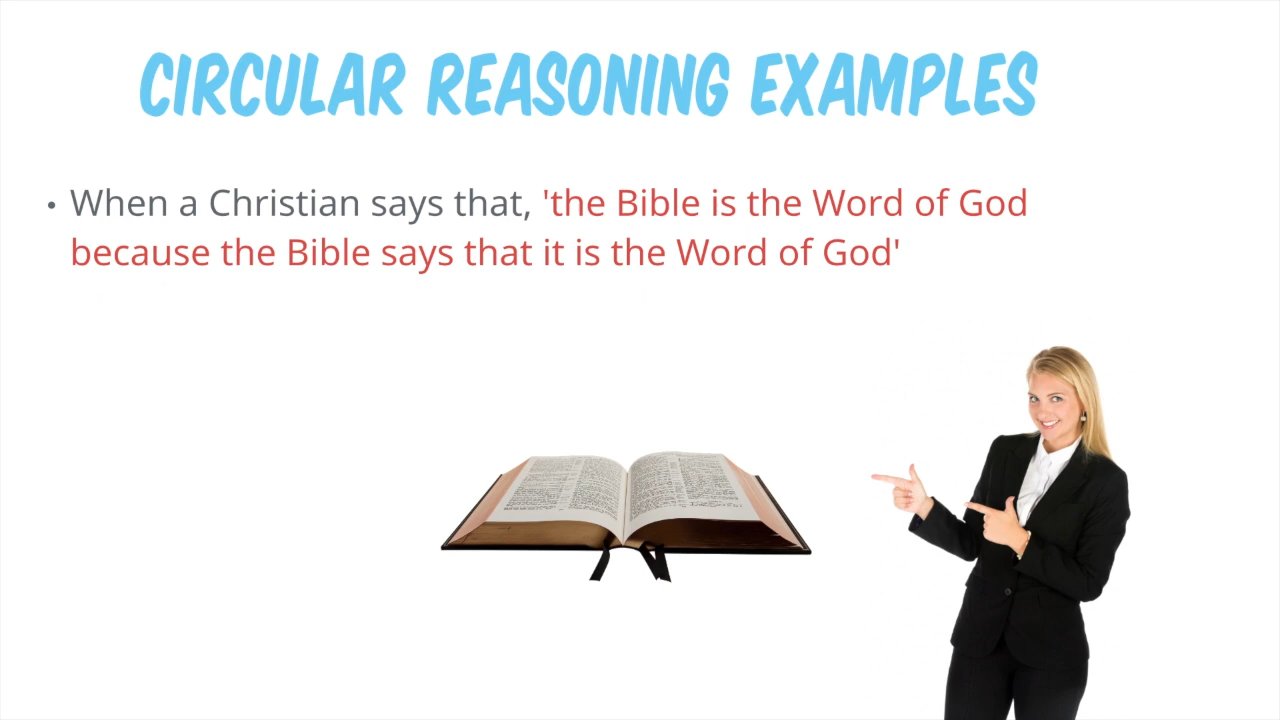 CIRCULAR REASONING EXAMPLES
• When a Christian says that, 'the Bible is the Word of God
because the Bible says that it is the Word of God'